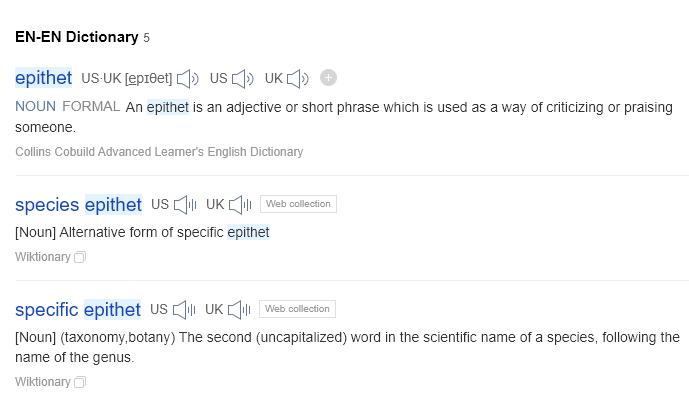 EN-EN Dictionary 5
epithet US·UK [epɪθet] US UK
NOUN FORMAL An epithet is an adjective or short phrase which is used as a way of criticizing or praising
someone.
Collins Cobuild Advanced Learner's English Dictionary
species epithet US UK Web collection
[Noun] Alternative form of specific epithet
Wiktionary
specific epithet US UK Web collection
[Noun] (taxonomy,botany) The second (uncapitalized) word in the scientific name of a species, following the
name of the genus.
Wiktionary